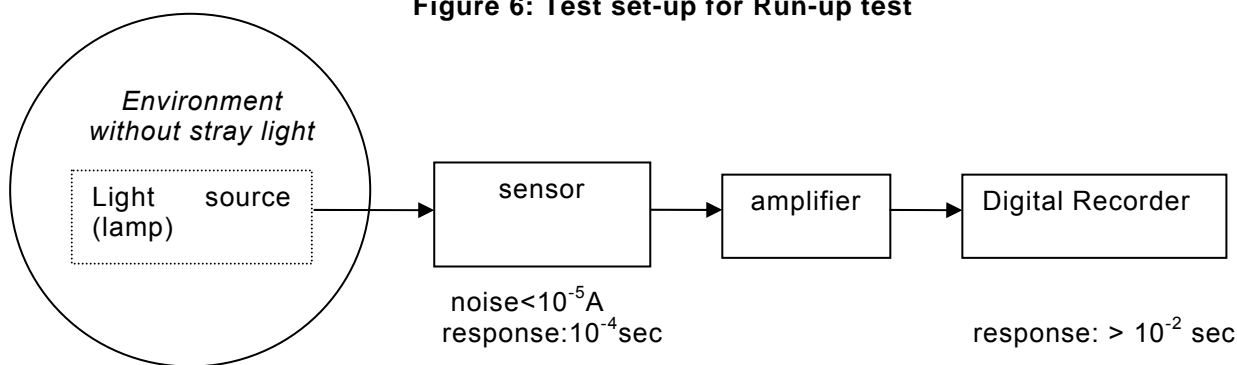 Figure 6: Test set-up for Run-up test
Environment
without stray light
Light source
(lamp)
sensor
amplifier
Digital Recorder
noise<10⁻⁵A
response:10⁻⁴sec
response: > 10⁻² sec